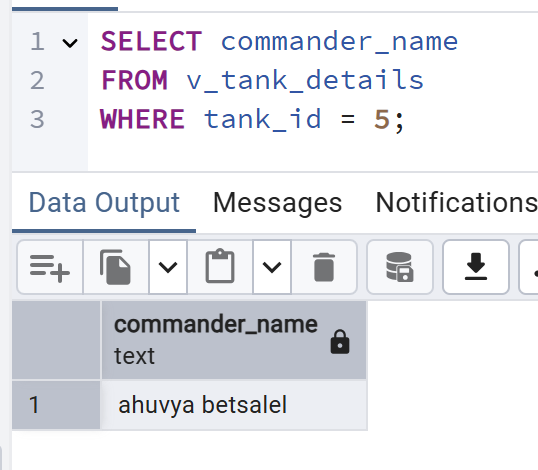 1 SELECT commander_name
2 FROM v_tank_details
3 WHERE tank_id = 5;
Data Output Messages Notifications
commander_name
text
1 ahuvya betsalel